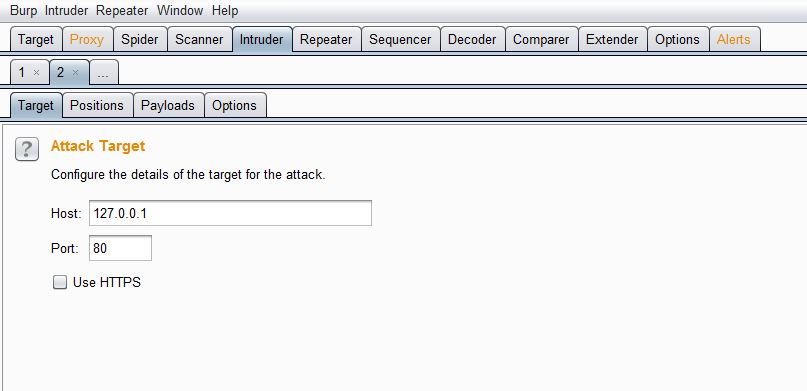 Burp Intruder Repeater Window Help
Target Proxy Spider Scanner Intruder Repeater Sequencer Decoder Comparer Extender Options Alerts
1 × 2 × ...
Target Positions Payloads Options
? Attack Target
Configure the details of the target for the attack.
Host: 127.0.0.1
Port: 80
Use HTTPS